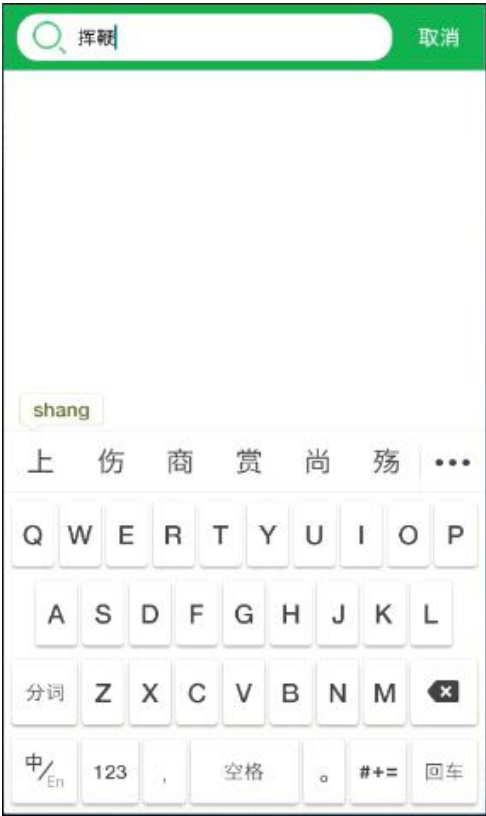 挥鞭 取消
shang
上 伤 商 赏 尚 殇 •••
Q W E R T Y U I O P
A S D F G H J K L
分词 Z X C V B N M
中/En 123 , 空格 。 #+= 回车